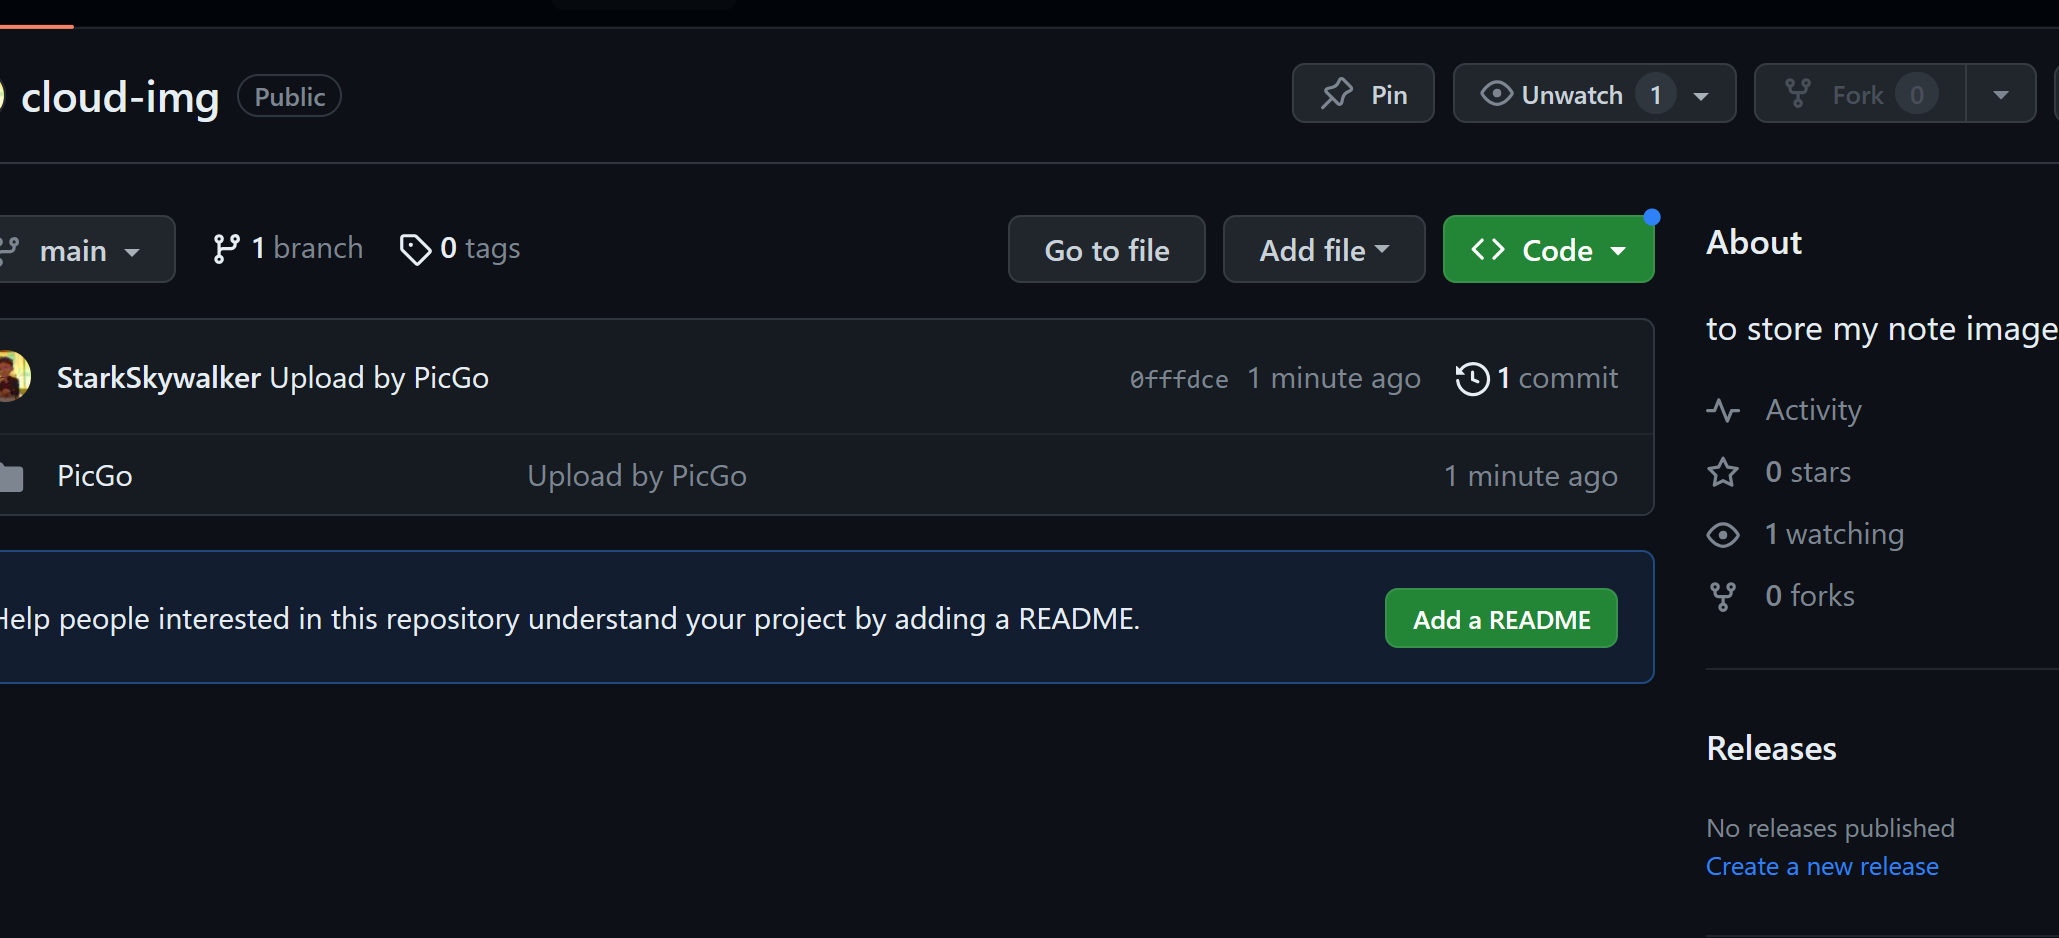 cloud-img Public Pin Unwatch 1 Fork 0
main 1 branch 0 tags Go to file Add file Code
About
to store my note image
StarkSkywalker Upload by PicGo 0fffdce 1 minute ago 1 commit
Activity
PicGo Upload by PicGo 1 minute ago
0 stars
1 watching
0 forks
Help people interested in this repository understand your project by adding a README. Add a README
Releases
No releases published
Create a new release